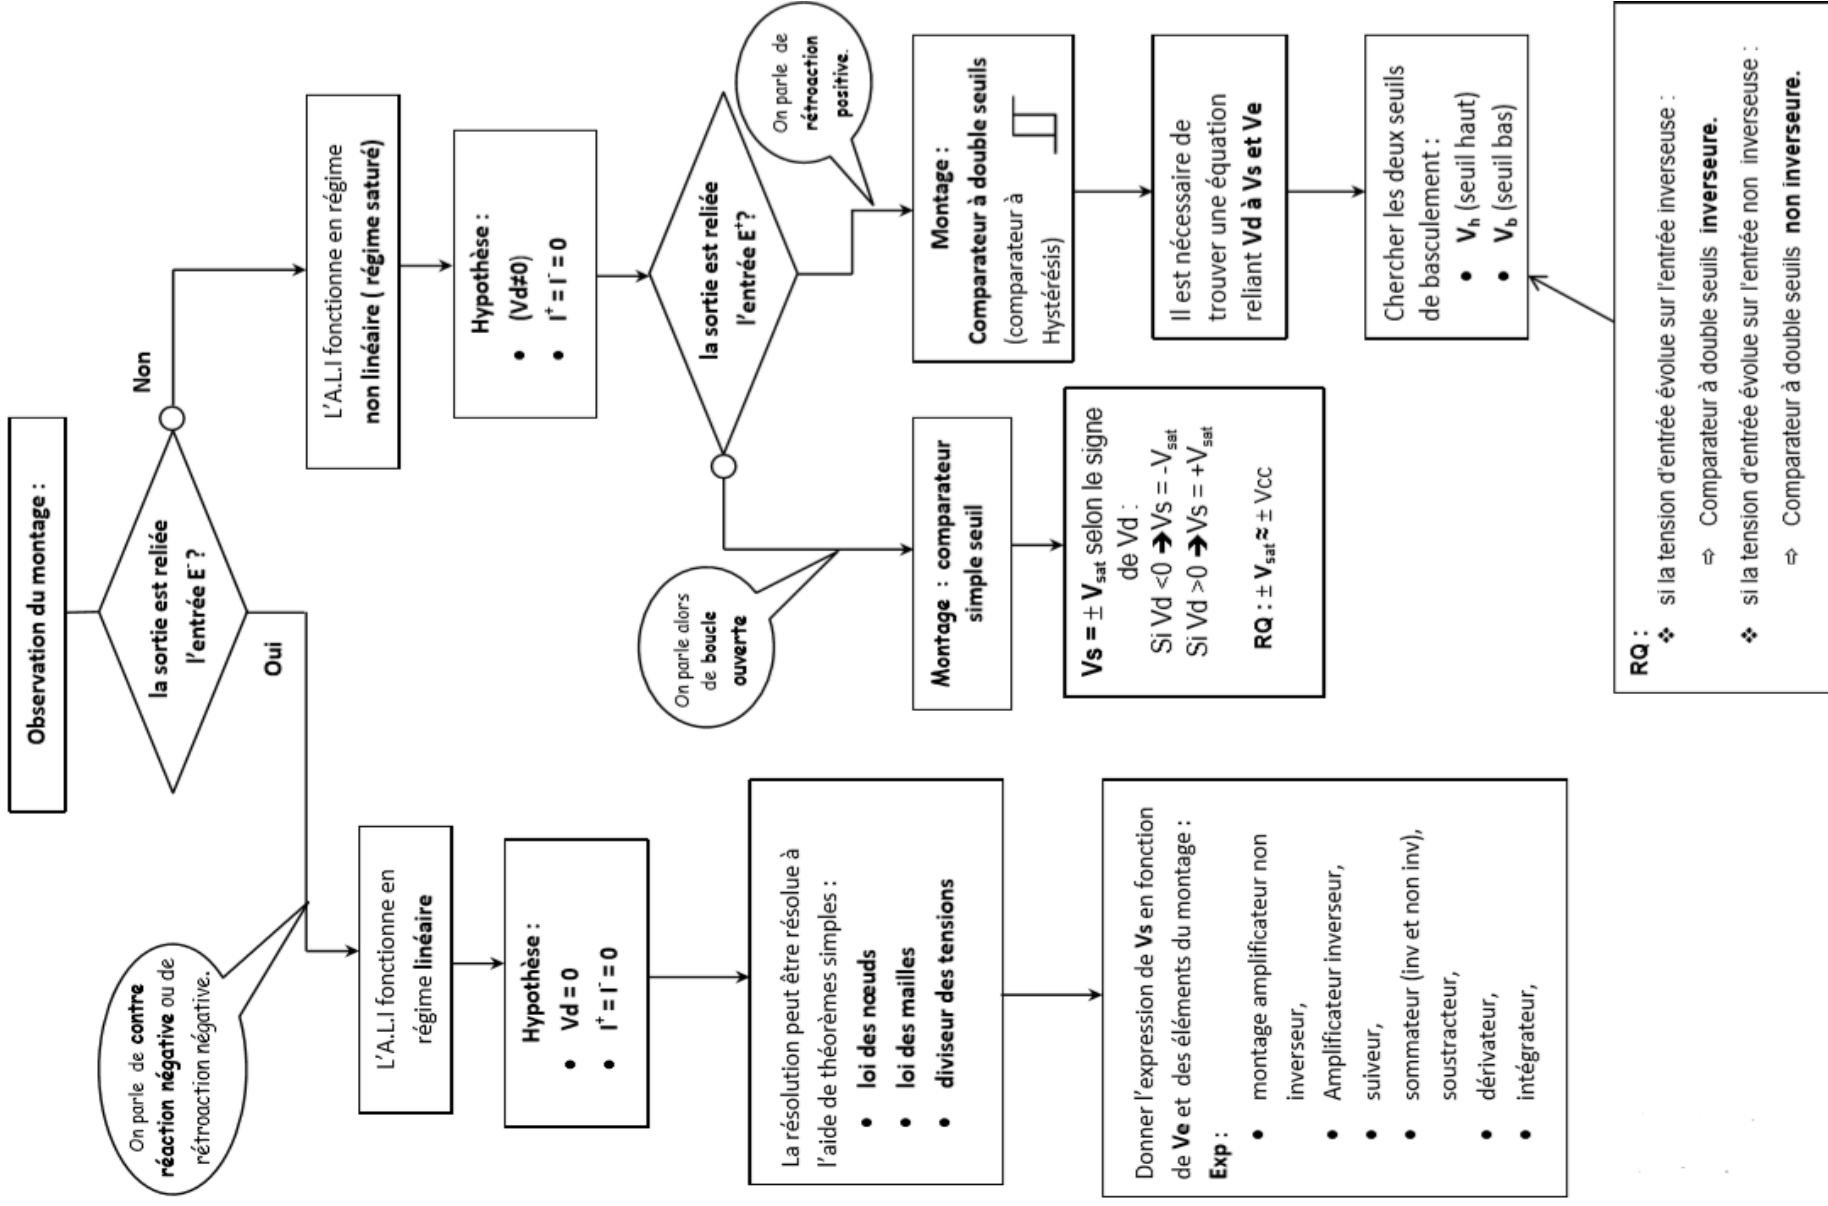 Observation du montage :
la sortie est reliée
l'entrée E⁻ ?
Non
Oui
On parle de contre
réaction négative ou de
rétroaction négative.
L'A.L.I fonctionne en
régime linéaire
Hypothèse :
• Vd = 0
• I⁺ = I⁻ = 0
La résolution peut être résolue à
l'aide de théorèmes simples :
• loi des nœuds
• loi des mailles
• diviseur des tensions
Donner l'expression de Vs en fonction
de Ve et des éléments du montage :
Exp :
• montage amplificateur non
inverseur,
• Amplificateur inverseur,
• suiveur,
• sommateur (inv et non inv),
soustracteur,
• dérivateur,
• intégrateur,
L'A.L.I fonctionne en régime
non linéaire ( régime saturé)
Hypothèse :
• (Vd≠0)
• I⁺ = I⁻ = 0
la sortie est reliée
l'entrée E⁺ ?
On parle alors
de boucle
ouverte
Montage : comparateur
simple seuil
Vs = ± Vsat selon le signe
de Vd :
Si Vd <0 ➔ Vs = -Vsat
Si Vd >0 ➔ Vs = +Vsat
RQ : ± Vsat ≈ ± Vcc
On parle de
rétroaction
positive.
Montage :
Comparateur à double seuils
(comparateur à
Hystérésis)
Il est nécessaire de
trouver une équation
reliant Vd à Vs et Ve
Chercher les deux seuils
de basculement :
• Vh (seuil haut)
• Vb (seuil bas)
RQ :
❖ si la tension d'entrée évolue sur l'entrée inverseuse :
⇨ Comparateur à double seuils inverseure.
❖ si la tension d'entrée évolue sur l'entrée non inverseuse :
⇨ Comparateur à double seuils non inverseure.